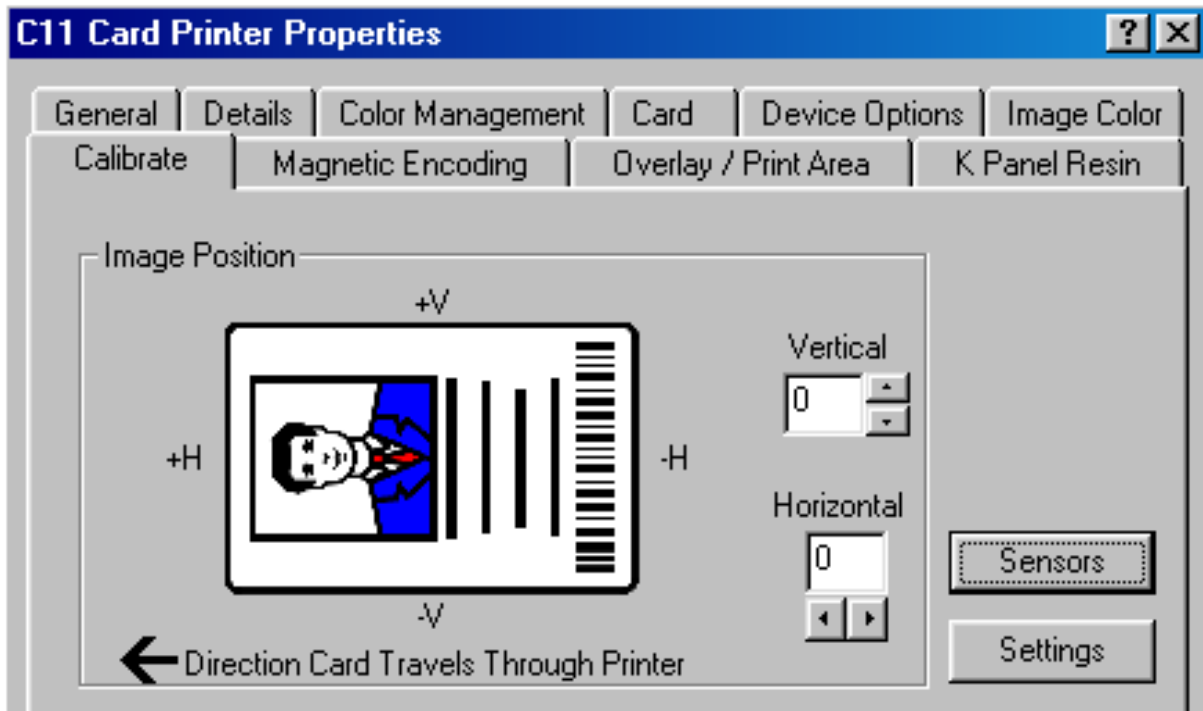 C11 Card Printer Properties
General Details Color Management Card Device Options Image Color
Calibrate Magnetic Encoding Overlay / Print Area K Panel Resin
Image Position
+V
Vertical
0
+H -H
Horizontal
0
Sensors
-V
Direction Card Travels Through Printer
Settings